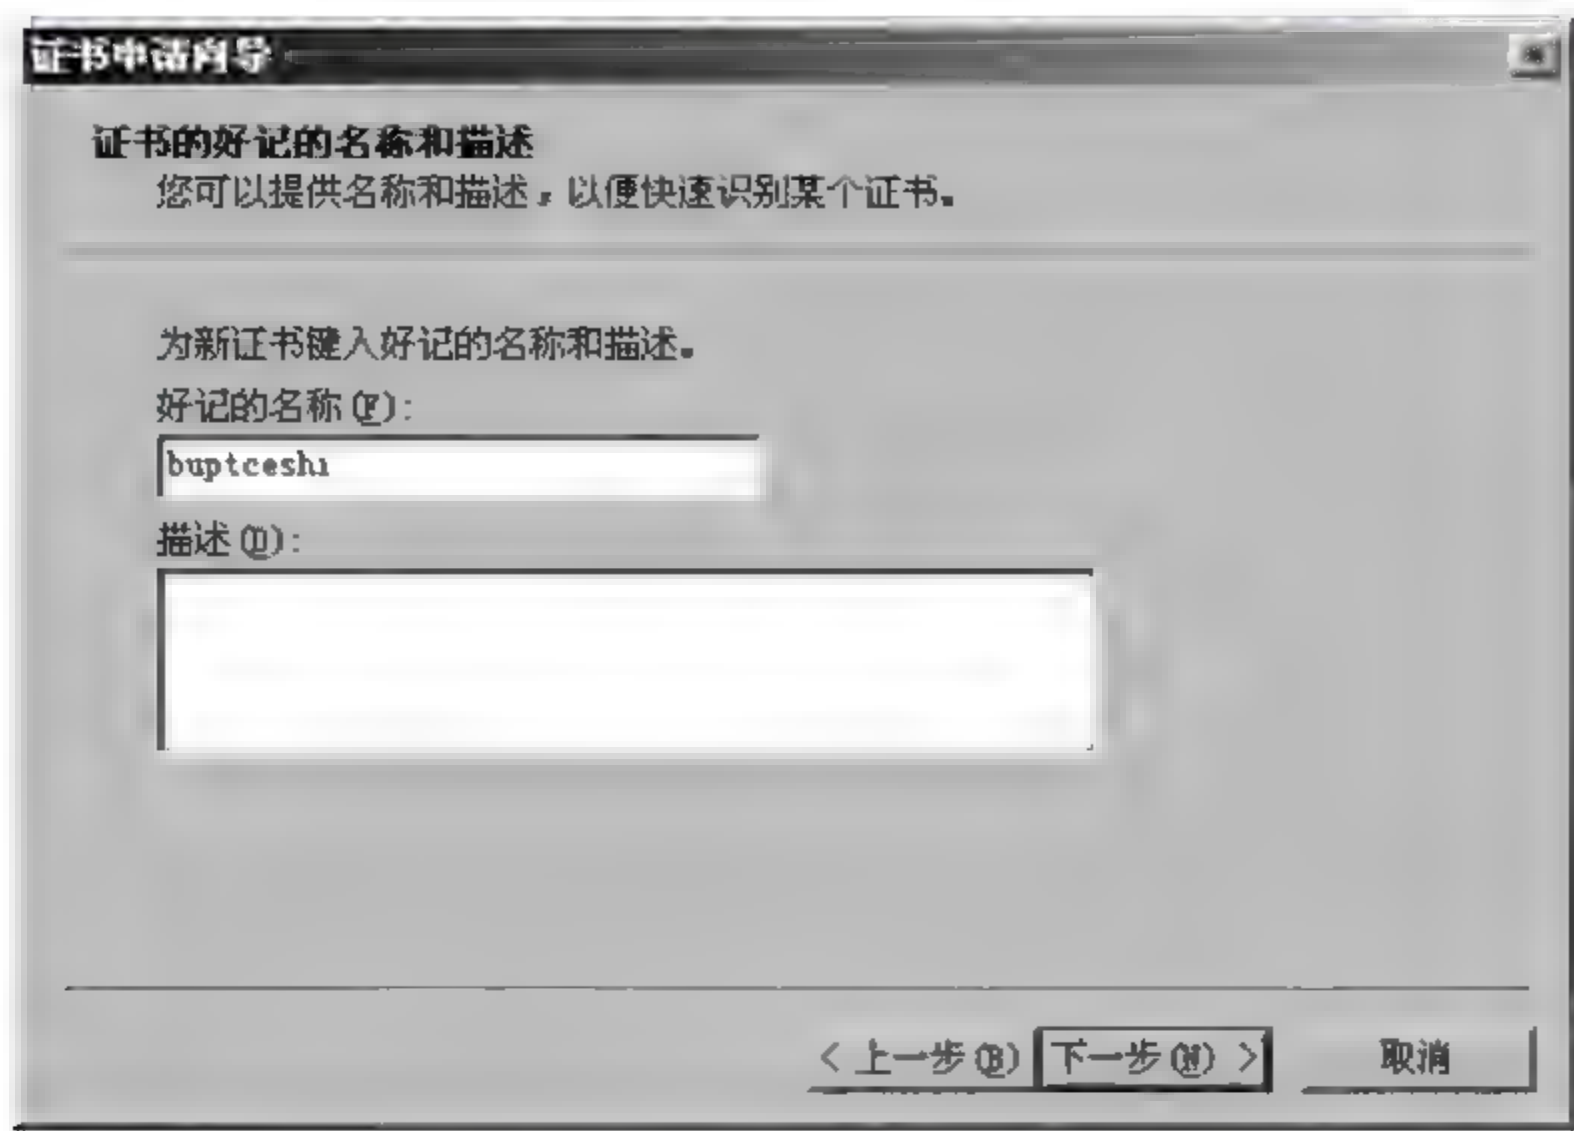 证书申请向导
证书的好记的名称和描述
您可以提供名称和描述，以便快速识别某个证书。
为新证书键入好记的名称和描述。
好记的名称(F):
buptceshi
描述(D):
< 上一步(B) 下一步(N) > 取消